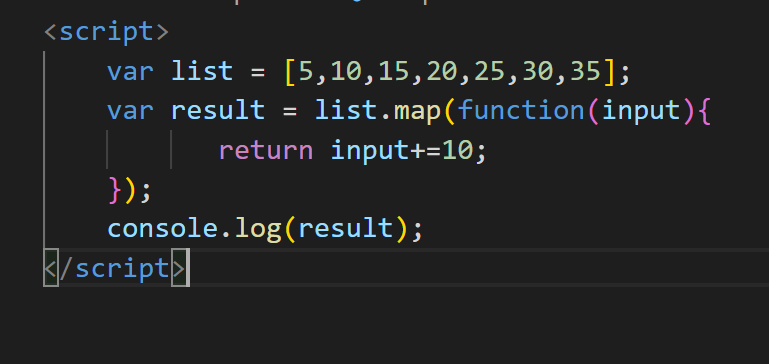 <script>
var list = [5,10,15,20,25,30,35];
var result = list.map(function(input){
return input+=10;
});
console.log(result);
</script>